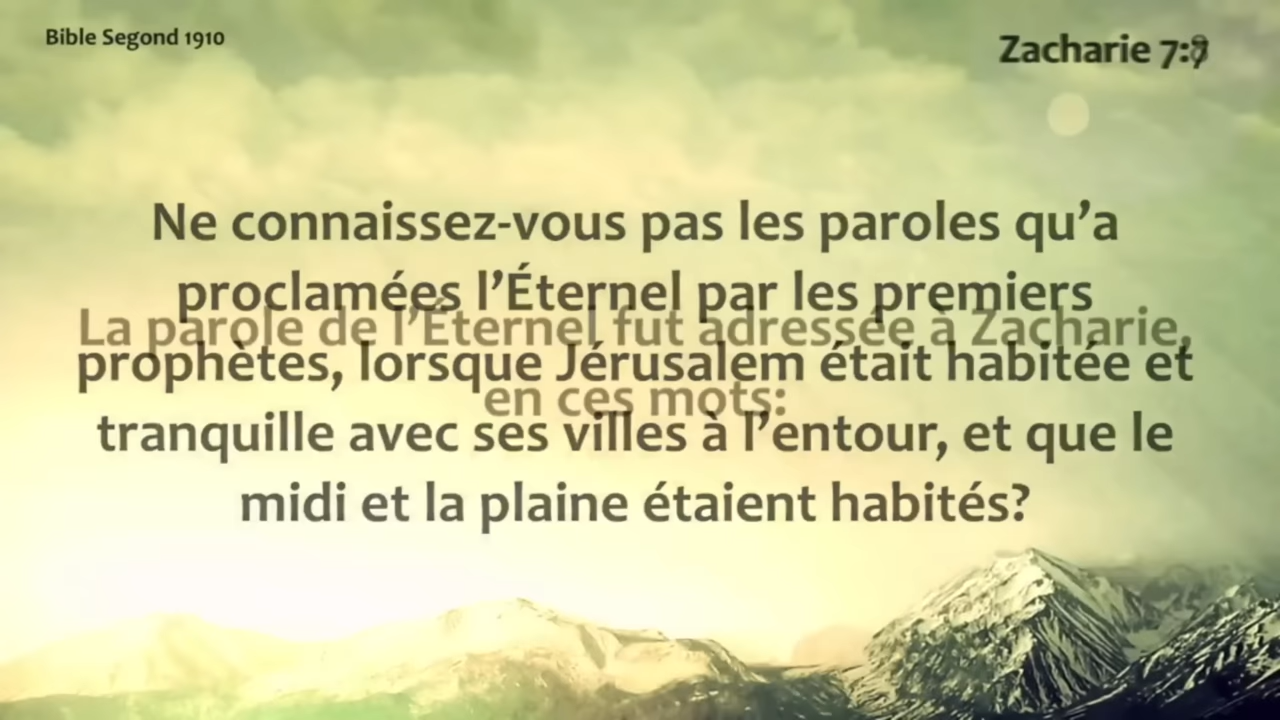 Bible Segond 1910
Zacharie 7:7
Ne connaissez-vous pas les paroles qu’a
proclamées l’Éternel par les premiers
prophètes, lorsque Jérusalem était habitée et
tranquille avec ses villes à l’entour, et que le
midi et la plaine étaient habités?
La parole de l’Éternel fut adressée à Zacharie,
en ces mots: